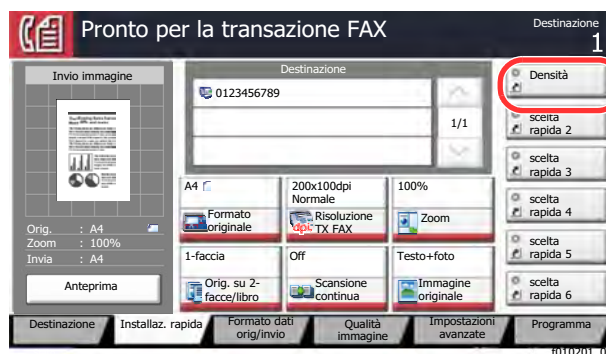 Pronto per la transazione FAX
Destinazione
1
Invio immagine
Orig. : A4
Zoom : 100%
Invia : A4
Anteprima
Destinazione
0123456789
1/1
A4
Formato
originale
200x100dpi
Normale
dpi
Risoluzione
TX FAX
100%
Zoom
1-faccia
Orig. su 2-
facce/libro
Off
Scansione
continua
Testo+foto
Immagine
originale
Densità
scelta
rapida 2
scelta
rapida 3
scelta
rapida 4
scelta
rapida 5
scelta
rapida 6
Destinazione
Installaz. rapida
Formato dati
orig/invio
Qualità
immagine
Impostazioni
avanzate
Programma